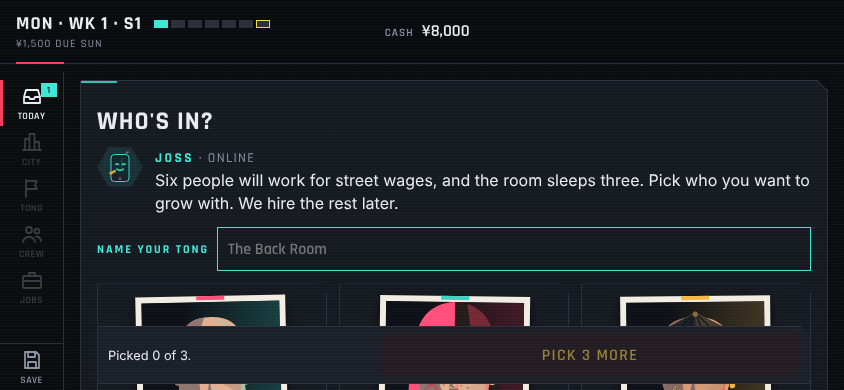 MON · WK 1 · S1
¥1,500 DUE SUN
CASH ¥8,000
1
TODAY
CITY
TONG
CREW
JOBS
SAVE
WHO'S IN?
JOSS · ONLINE
Six people will work for street wages, and the room sleeps three. Pick who you want to
grow with. We hire the rest later.
NAME YOUR TONG
The Back Room
Picked 0 of 3.
PICK 3 MORE